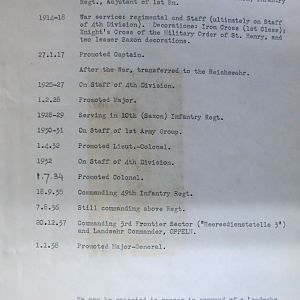 Regt., Adjutant of 1st Bn.
1914-18 War service: regimental and Staff (ultimately on Staff
of 4th Division). Decorations: Iron Cross (1st Class);
Knight's Cross of the Military Order of St. Henry, and
two lesser Saxon decorations.
27.1.17 Promoted Captain.
After the War, transferred to the Reichswehr.
1925-27 On Staff of 4th Division.
1.2.28 Promoted Major.
1928-29 Serving in 10th (Saxon) Infantry Regt.
1930-31 On Staff of 1st Army Group.
1.4.32 Promoted Lieut.-Colonel.
1932 On Staff of 4th Division.
1.7.34 Promoted Colonel.
18.9.35 Commanding 49th Infantry Regt.
7.8.36 Still commanding above Regt.
20.12.37 Commanding 3rd Frontier Sector ("Heeresdienststelle 3")
and Landwehr Commander, OPPELN.
1.1.38 Promoted Major-General.